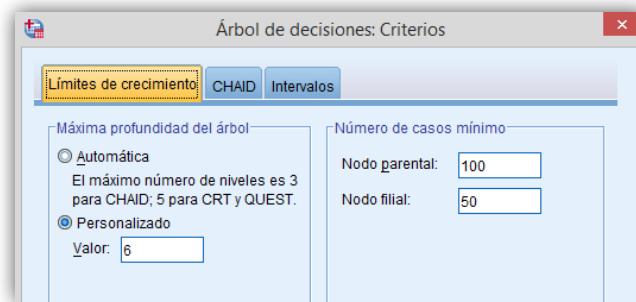 Árbol de decisiones: Criterios
Límites de crecimiento
CHAID
Intervalos
Máxima profundidad del árbol
Automática
El máximo número de niveles es 3
para CHAID; 5 para CRT y QUEST.
Personalizado
Valor: 6
Número de casos mínimo
Nodo parental: 100
Nodo filial: 50